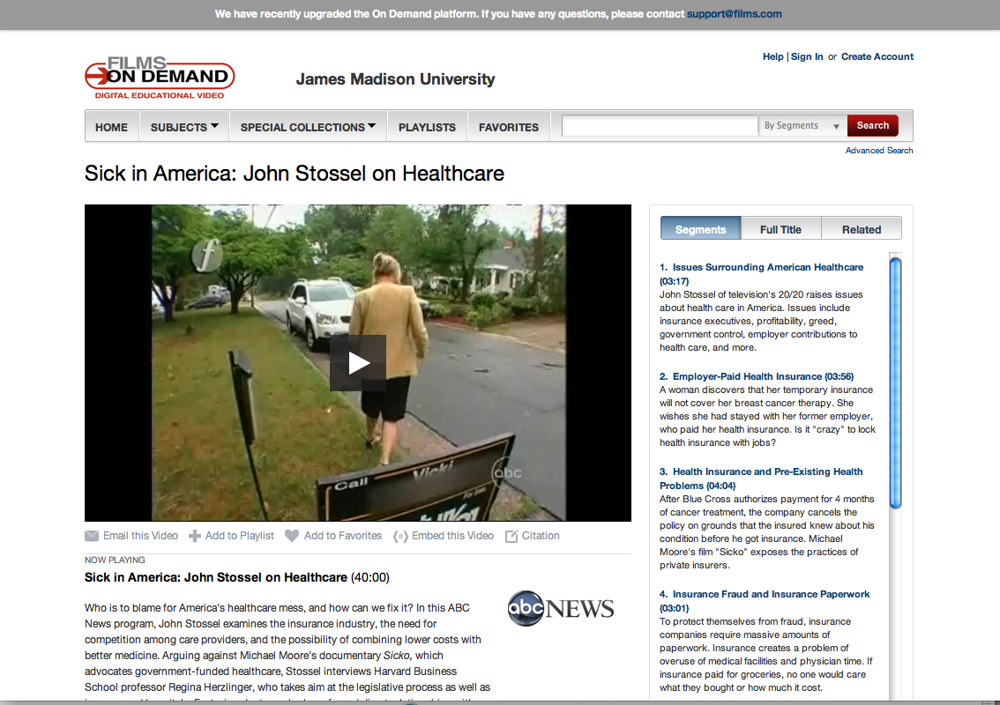 We have recently upgraded the On Demand platform. If you have any questions, please contact support@films.com
Help | Sign In or Create Account
FILMS
ON DEMAND
DIGITAL EDUCATIONAL VIDEO
James Madison University
HOME SUBJECTS SPECIAL COLLECTIONS PLAYLISTS FAVORITES By Segments Search
Advanced Search
Sick in America: John Stossel on Healthcare
f
abc
Call Vicki
For Sale
Email this Video Add to Playlist Add to Favorites Embed this Video Citation
NOW PLAYING
Sick in America: John Stossel on Healthcare (40:00)
abc NEWS
Who is to blame for America's healthcare mess, and how can we fix it? In this ABC
News program, John Stossel examines the insurance industry, the need for
competition among care providers, and the possibility of combining lower costs with
better medicine. Arguing against Michael Moore's documentary Sicko, which
advocates government-funded healthcare, Stossel interviews Harvard Business
School professor Regina Herzlinger, who takes aim at the legislative process as well as
Segments Full Title Related
1. Issues Surrounding American Healthcare
(03:17)
John Stossel of television's 20/20 raises issues
about health care in America. Issues include
insurance executives, profitability, greed,
government control, employer contributions to
health care, and more.
2. Employer-Paid Health Insurance (03:56)
A woman discovers that her temporary insurance
will not cover her breast cancer therapy. She
wishes she had stayed with her former employer,
who paid her health insurance. Is it "crazy" to lock
health insurance with jobs?
3. Health Insurance and Pre-Existing Health
Problems (04:04)
After Blue Cross authorizes payment for 4 months
of cancer treatment, the company cancels the
policy on grounds that the insured knew about his
condition before he got insurance. Michael
Moore's film "Sicko" exposes the practices of
private insurers.
4. Insurance Fraud and Insurance Paperwork
(03:01)
To protect themselves from fraud, insurance
companies require massive amounts of
paperwork. Insurance creates a problem of
overuse of medical facilities and physician time. If
insurance paid for groceries, no one would care
what they bought or how much it cost.